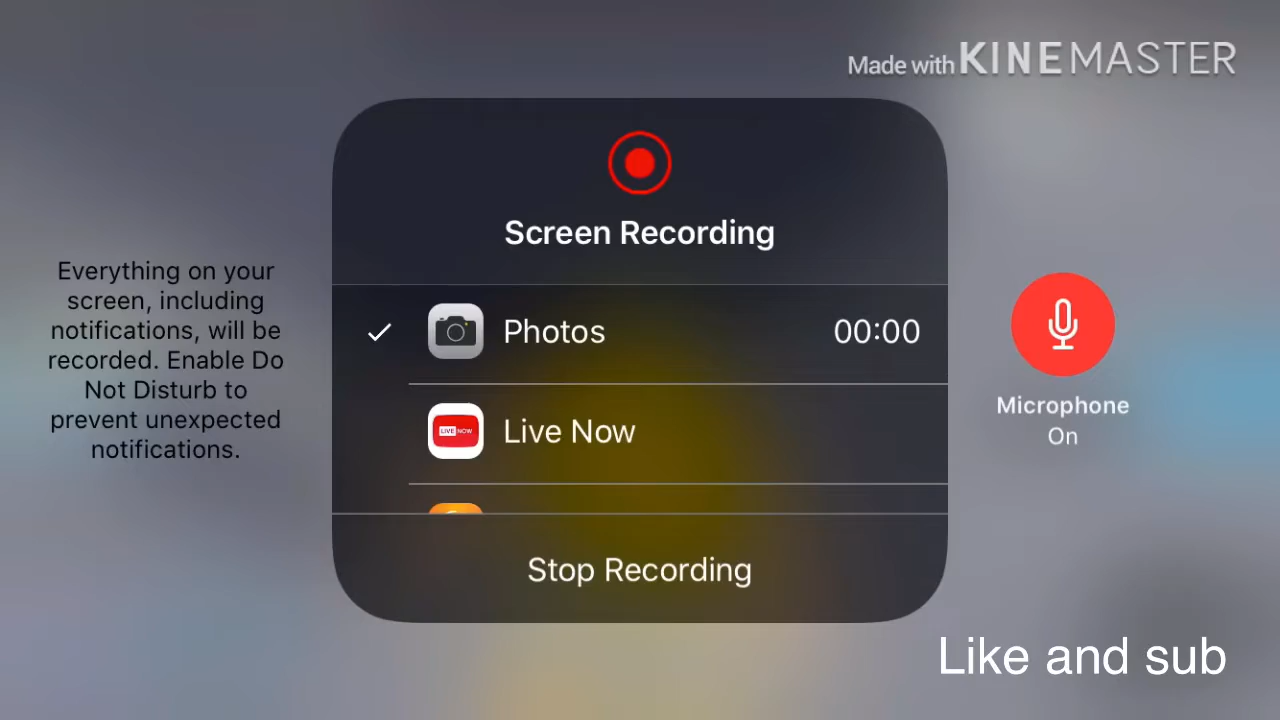 Made with KINEMASTER
Screen Recording
Everything on your
screen, including
notifications, will be
recorded. Enable Do
Not Disturb to
prevent unexpected
notifications.
Photos 00:00
LIVE NOW
Live Now
Microphone
On
Stop Recording
Like and sub